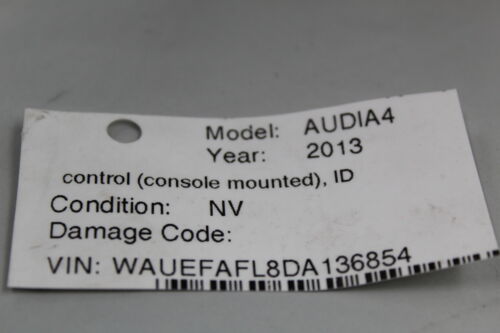 Model: AUDIA4
Year: 2013
control (console mounted), ID
Condition: NV
Damage Code:
VIN: WAUEFAFL8DA136854